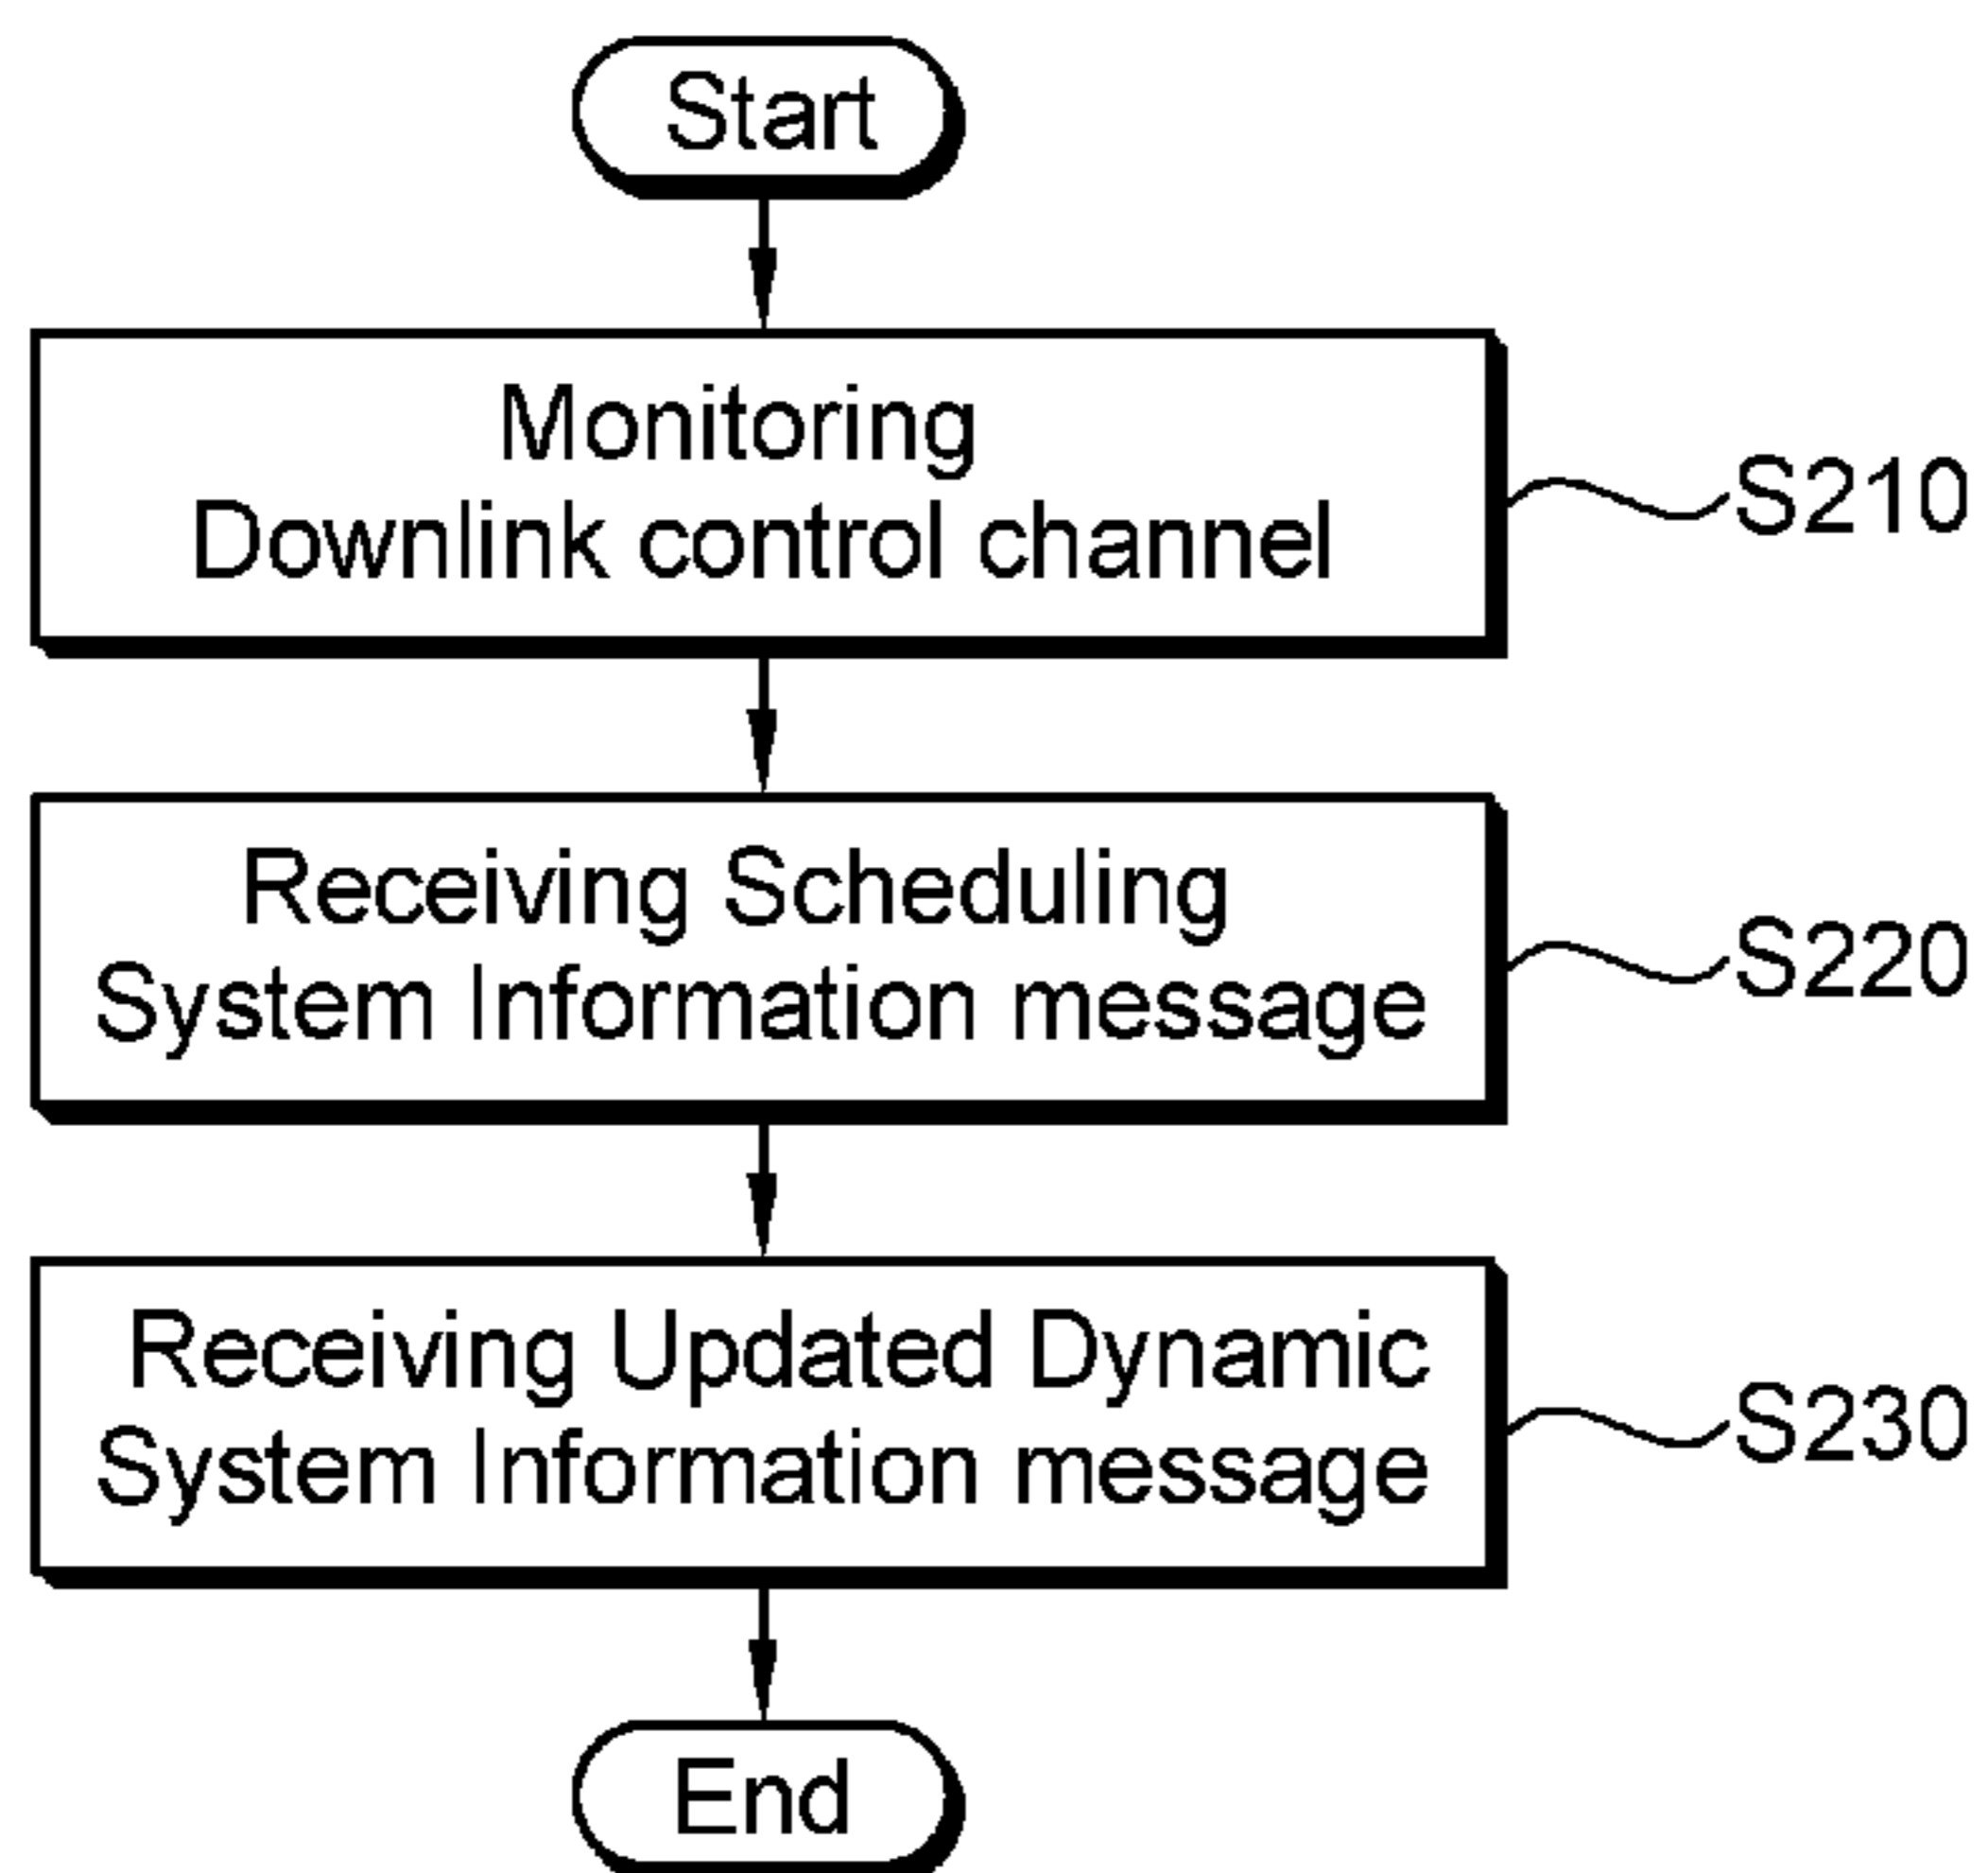 Start
Monitoring
Downlink control channel
S210
Receiving Scheduling
System Information message
S220
Receiving Updated Dynamic
System Information message
S230
End